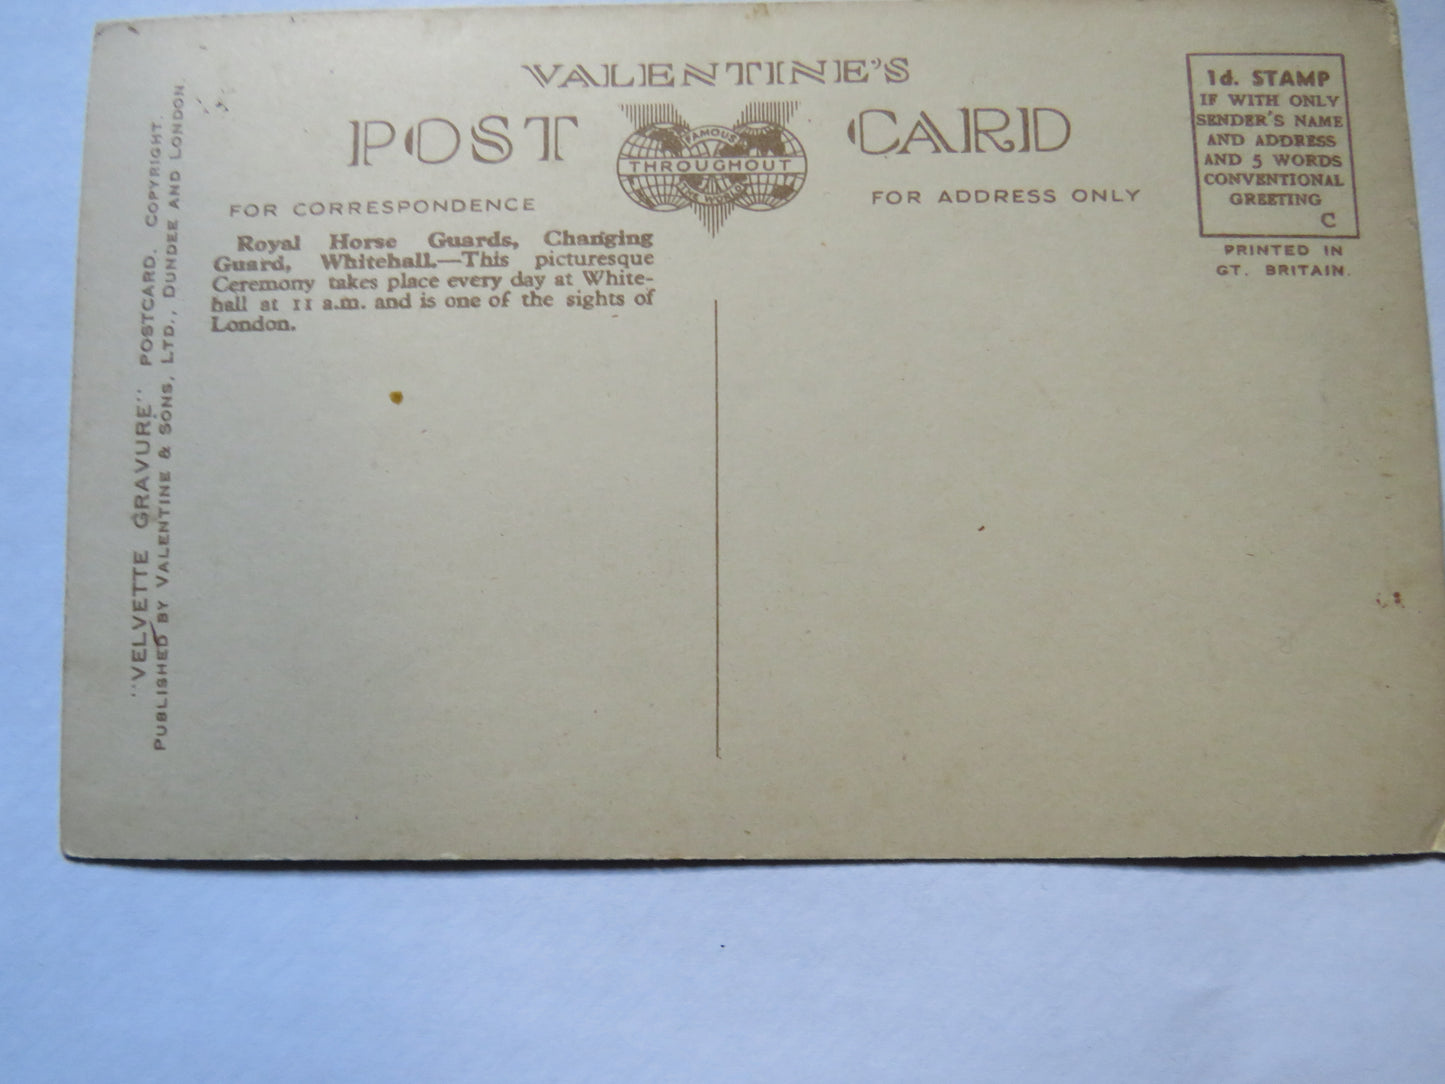 VALENTINE'S
POST CARD
FAMOUS
THROUGHOUT
THE WORLD
FOR CORRESPONDENCE
FOR ADDRESS ONLY
1d. STAMP
IF WITH ONLY
SENDER'S NAME
AND ADDRESS
AND 5 WORDS
CONVENTIONAL
GREETING
C
PRINTED IN
GT. BRITAIN.
Royal Horse Guards, Changing
Guard, Whitehall.—This picturesque
Ceremony takes place every day at White-
hall at 11 a.m. and is one of the sights of
London.
"VELVETTE GRAVURE" POSTCARD. COPYRIGHT.
PUBLISHED BY VALENTINE & SONS, LTD., DUNDEE AND LONDON.